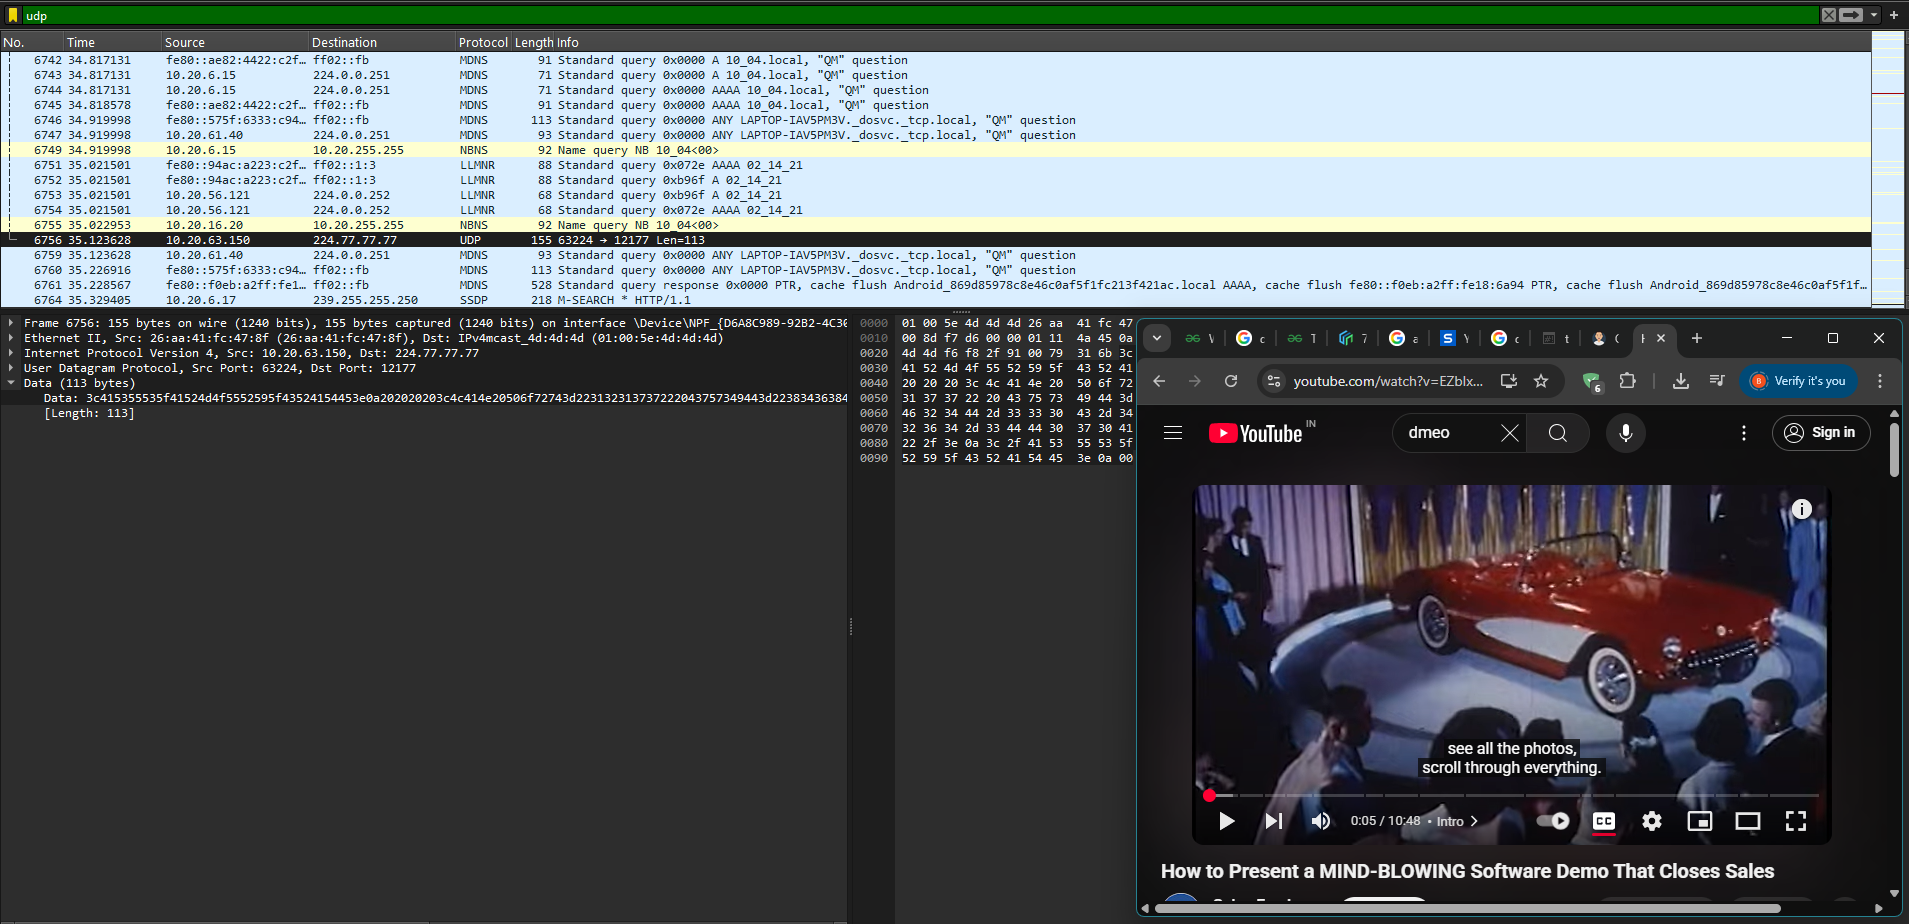 udp
No. Time Source Destination Protocol Length Info
6742 34.817131 fe80::ae82:4422:c2f… ff02::fb MDNS 91 Standard query 0x0000 A 10_04.local, "QM" question
6743 34.817131 10.20.6.15 224.0.0.251 MDNS 71 Standard query 0x0000 A 10_04.local, "QM" question
6744 34.817131 10.20.6.15 224.0.0.251 MDNS 71 Standard query 0x0000 AAAA 10_04.local, "QM" question
6745 34.818578 fe80::ae82:4422:c2f… ff02::fb MDNS 91 Standard query 0x0000 AAAA 10_04.local, "QM" question
6746 34.919998 fe80::575f:6333:c94… ff02::fb MDNS 113 Standard query 0x0000 ANY LAPTOP-IAV5PM3V._dosvc._tcp.local, "QM" question
6747 34.919998 10.20.61.40 224.0.0.251 MDNS 93 Standard query 0x0000 ANY LAPTOP-IAV5PM3V._dosvc._tcp.local, "QM" question
6749 34.919998 10.20.6.15 10.20.255.255 NBNS 92 Name query NB 10_04<00>
6751 35.021501 fe80::94ac:a223:c2f… ff02::1:3 LLMNR 88 Standard query 0x072e AAAA 02_14_21
6752 35.021501 fe80::94ac:a223:c2f… ff02::1:3 LLMNR 88 Standard query 0xb96f A 02_14_21
6753 35.021501 10.20.56.121 224.0.0.252 LLMNR 68 Standard query 0xb96f A 02_14_21
6754 35.021501 10.20.56.121 224.0.0.252 LLMNR 68 Standard query 0x072e AAAA 02_14_21
6755 35.022953 10.20.16.20 10.20.255.255 NBNS 92 Name query NB 10_04<00>
6756 35.123628 10.20.63.150 224.77.77.77 UDP 155 63224 → 12177 Len=113
6759 35.123628 10.20.61.40 224.0.0.251 MDNS 93 Standard query 0x0000 ANY LAPTOP-IAV5PM3V._dosvc._tcp.local, "QM" question
6760 35.226916 fe80::575f:6333:c94… ff02::fb MDNS 113 Standard query 0x0000 ANY LAPTOP-IAV5PM3V._dosvc._tcp.local, "QM" question
6761 35.228567 fe80::f0eb:a2ff:fe1… ff02::fb MDNS 528 Standard query response 0x0000 PTR, cache flush Android_869d85978c8e46c0af5f1fc213f421ac.local AAAA, cache flush fe80::f0eb:a2ff:fe18:6a94 PTR, cache flush Android_869d85978c8e46c0af5f1f…
6764 35.329405 10.20.6.17 239.255.255.250 SSDP 218 M-SEARCH * HTTP/1.1
Frame 6756: 155 bytes on wire (1240 bits), 155 bytes captured (1240 bits) on interface \Device\NPF_{D6A8C989-92B2-4C30
Ethernet II, Src: 26:aa:41:fc:47:8f (26:aa:41:fc:47:8f), Dst: IPv4mcast_4d:4d:4d (01:00:5e:4d:4d:4d)
Internet Protocol Version 4, Src: 10.20.63.150, Dst: 224.77.77.77
User Datagram Protocol, Src Port: 63224, Dst Port: 12177
Data (113 bytes)
Data: 3c415355535f41524d4f5552595f43524154453e0a202020203c4c414e20506f72743d2231323137372220437573​49443d22383436384
[Length: 113]
0000 01 00 5e 4d 4d 4d 26 aa 41 fc 47
0010 00 8d f7 d6 00 00 01 11 4a 45 0a
0020 4d 4d f6 f8 2f 91 00 79 31 6b 3c
0030 41 52 4d 4f 55 52 59 5f 43 52 41
0040 20 20 20 3c 4c 41 4e 20 50 6f 72
0050 31 37 37 22 20 43 75 73 49 44 3d
0060 46 32 34 44 2d 33 33 30 43 2d 34
0070 32 36 34 2d 33 44 44 30 37 30 41
0080 22 2f 3e 0a 3c 2f 41 53 55 53 5f
0090 52 59 5f 43 52 41 54 45 3e 0a 00
youtube.com/watch?v=EZblx...
6
B Verify it's you
YouTube IN
dmeo
Sign in
see all the photos,
scroll through everything.
0:05 / 10:48 • Intro
CC
How to Present a MIND-BLOWING Software Demo That Closes Sales